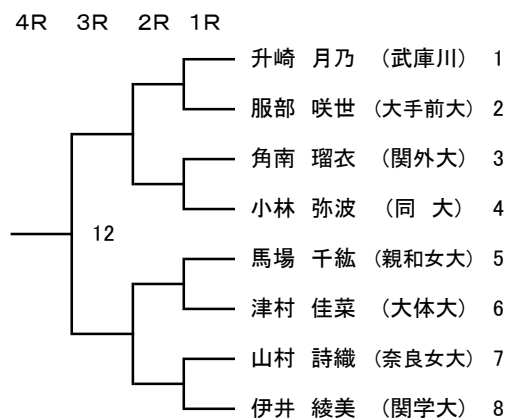 4R 3R 2R 1R
升崎 月乃 (武庫川) 1
服部 咲世 (大手前大) 2
角南 瑠衣 (関外大) 3
小林 弥波 (同 大) 4
12
馬場 千紘 (親和女大) 5
津村 佳菜 (大体大) 6
山村 詩織 (奈良女大) 7
伊井 綾美 (関学大) 8